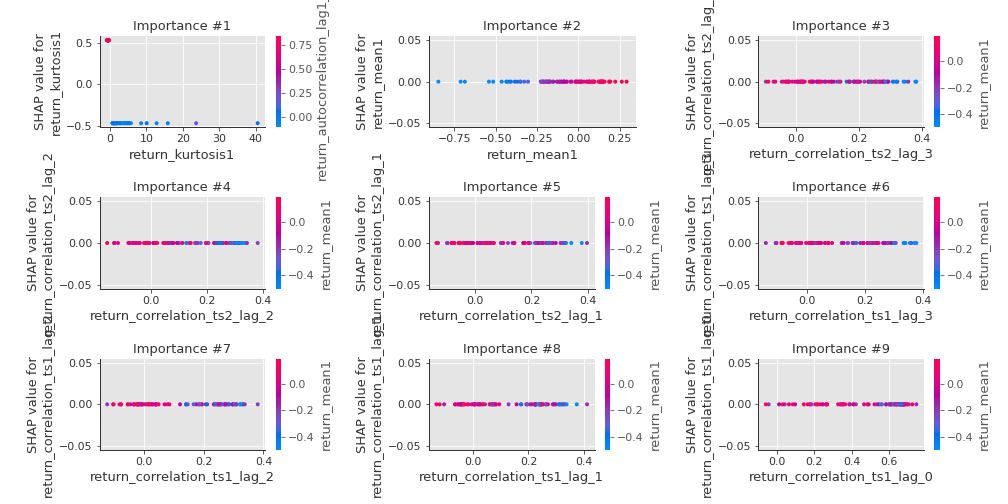 Importance #1
SHAP value for
return_kurtosis1
0.5
0.0
−0.5
0 10 20 30 40
return_kurtosis1
0.75
0.50
0.25
0.00
Importance #2
SHAP value for
return_mean1
0.05
0.00
−0.05
−0.75 −0.50 −0.25 0.00 0.25
return_mean1
Importance #3
SHAP value for
0.05
0.00
−0.05
0.0 0.2 0.4
return_correlation_ts2_lag_3
0.0
−0.2
−0.4
return_mean1
Importance #4
SHAP value for
return_correlation_ts2_lag_2
0.05
0.00
−0.05
0.0 0.2 0.4
return_correlation_ts2_lag_2
0.0
−0.2
−0.4
return_mean1
Importance #5
SHAP value for
return_correlation_ts2_lag_1
0.05
0.00
−0.05
0.0 0.2 0.4
return_correlation_ts2_lag_1
0.0
−0.2
−0.4
return_mean1
Importance #6
SHAP value for
0.05
0.00
−0.05
0.0 0.2 0.4
return_correlation_ts1_lag_3
0.0
−0.2
−0.4
return_mean1
Importance #7
SHAP value for
0.05
0.00
−0.05
0.0 0.2 0.4
return_correlation_ts1_lag_2
0.0
−0.2
−0.4
return_mean1
Importance #8
SHAP value for
0.05
0.00
−0.05
0.0 0.2 0.4
return_correlation_ts1_lag_1
0.0
−0.2
−0.4
return_mean1
Importance #9
SHAP value for
0.05
0.00
−0.05
0.0 0.2 0.4 0.6
return_correlation_ts1_lag_0
0.0
−0.2
−0.4
return_mean1